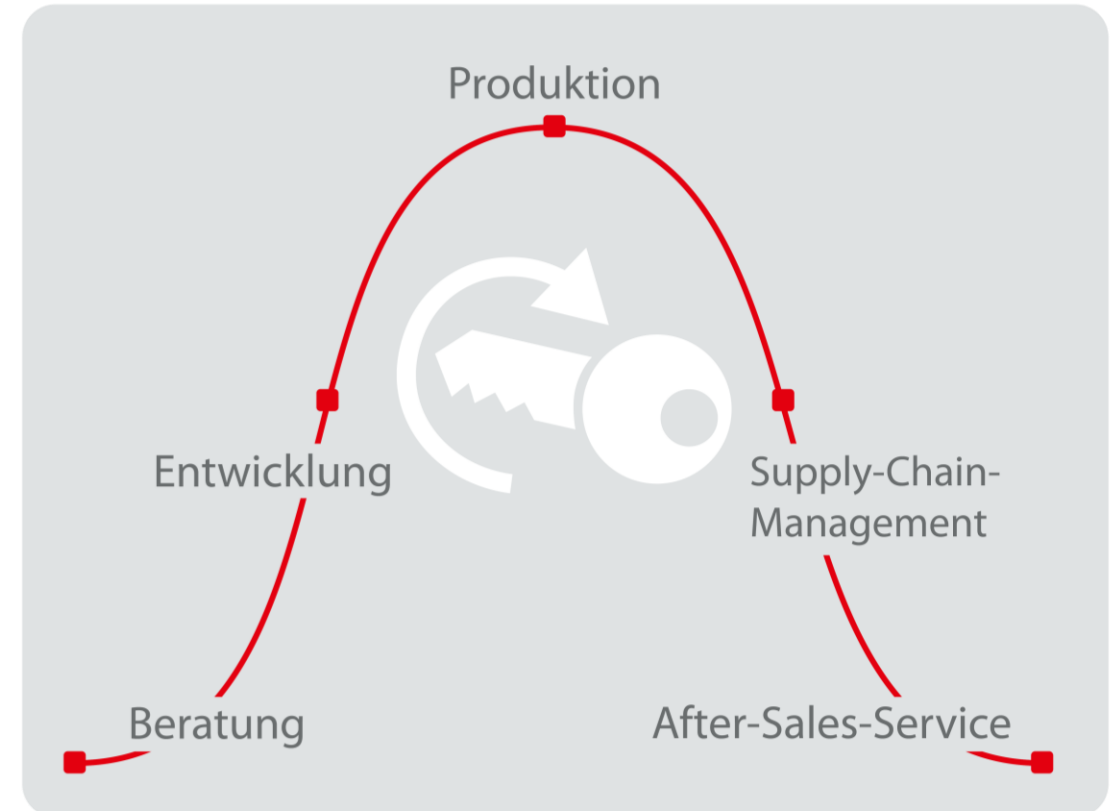 Produktion
Entwicklung
Supply-Chain-
Management
Beratung
After-Sales-Service